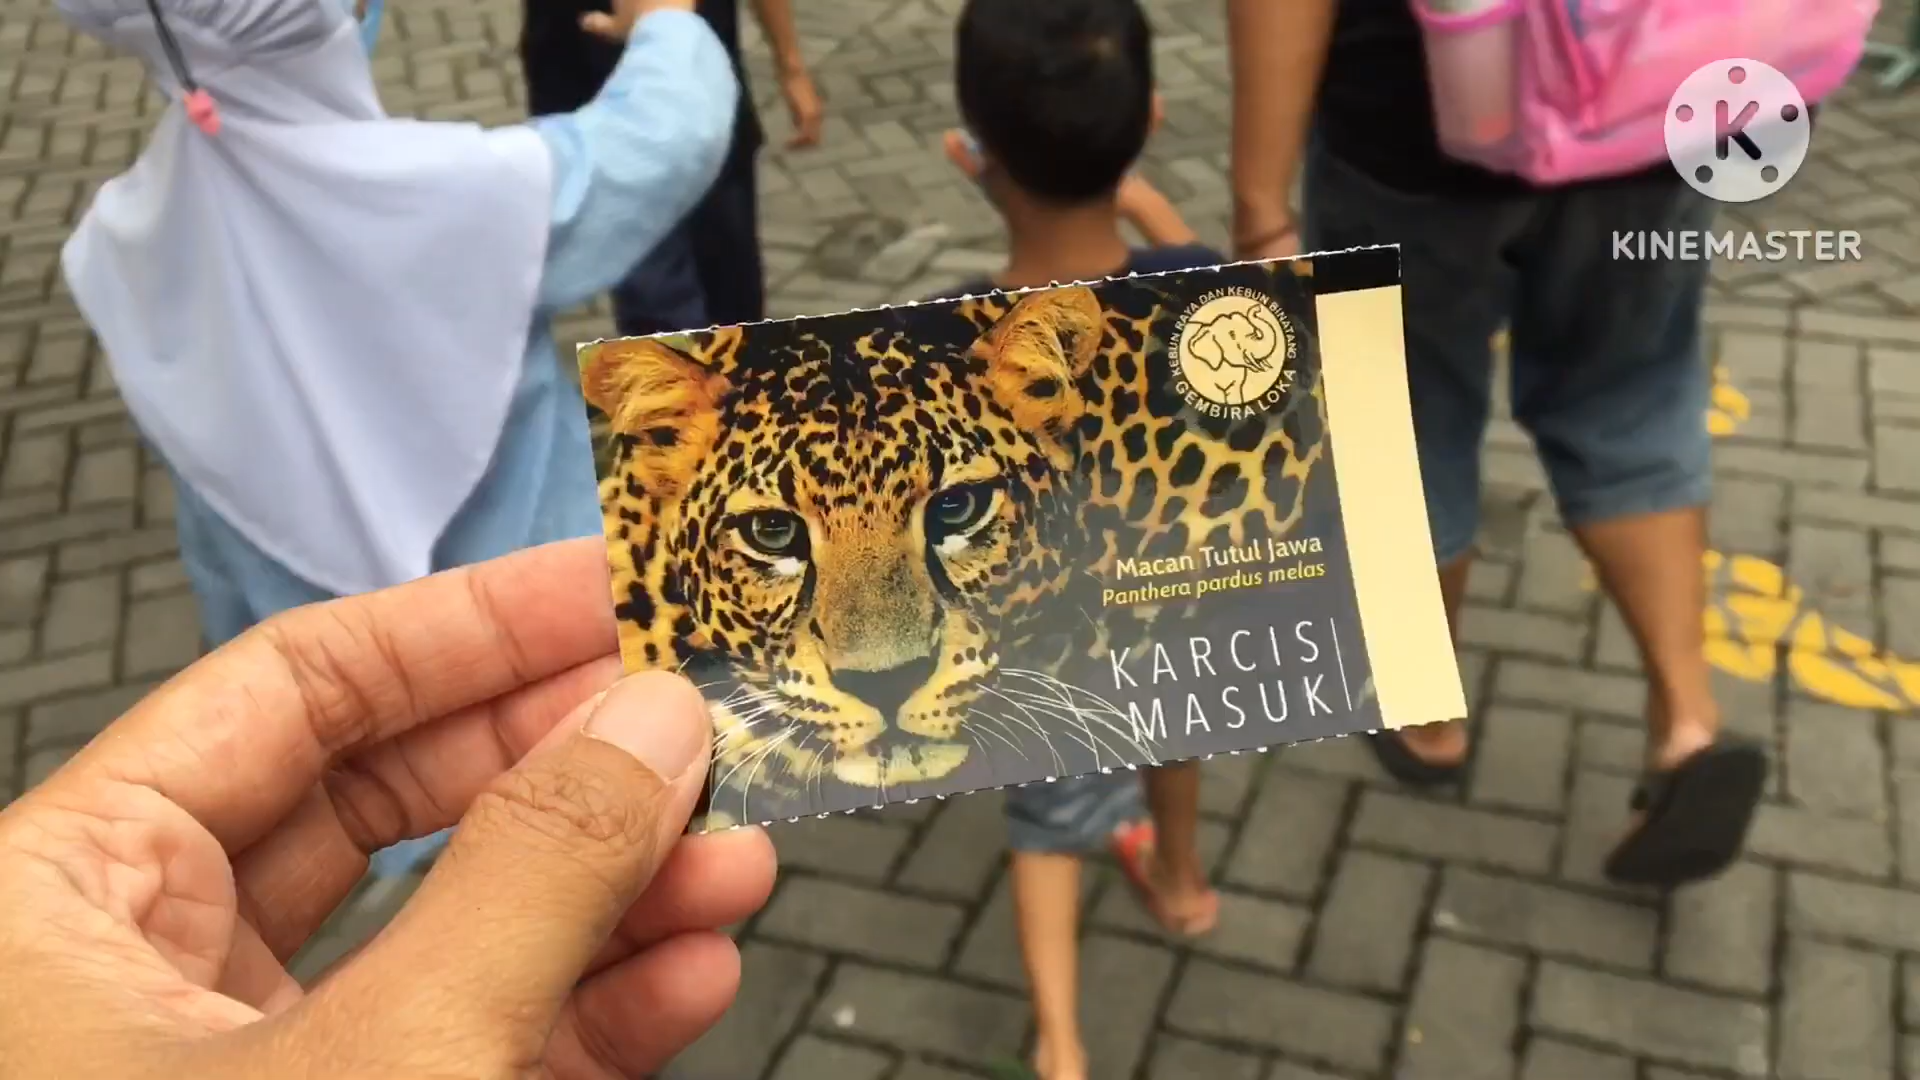 K
KINEMASTER
KEBUN RAYA DAN KEBUN BINATANG
GEMBIRA LOKA
Macan Tutul Jawa
Panthera pardus melas
KARCIS
MASUK